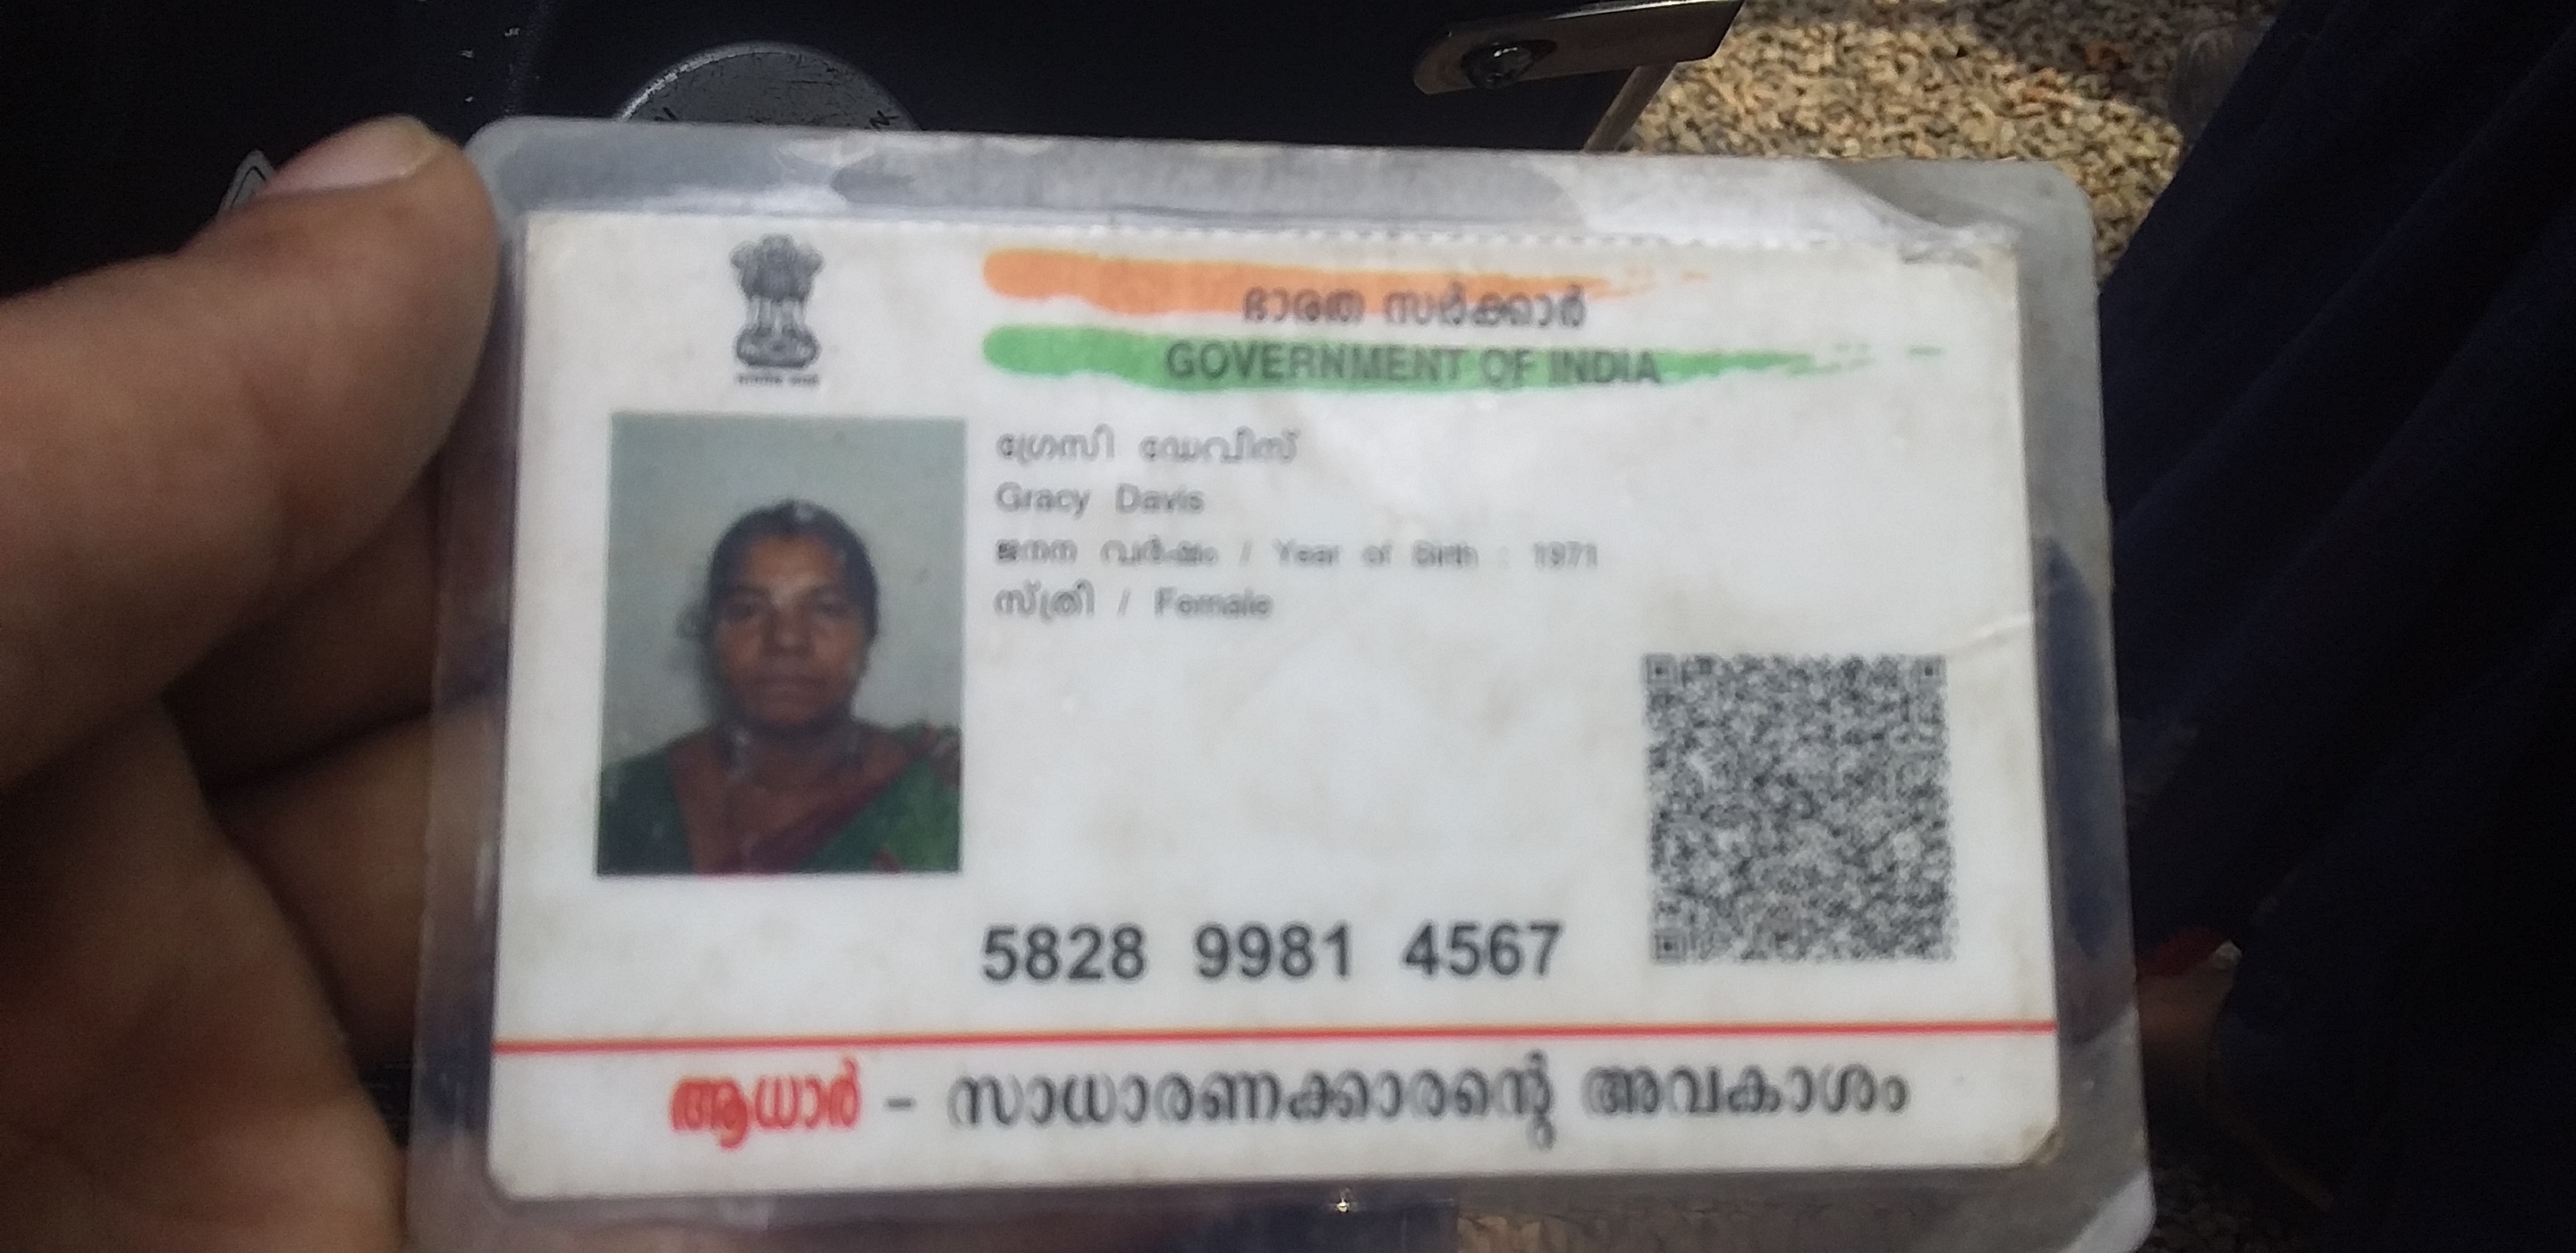 ഭാരത സർക്കാർ
GOVERNMENT OF INDIA
ഗ്രേസി ഡേവിസ്
Gracy Davis
ജനന വർഷം / Year of Birth : 1971
സ്ത്രീ / Female
5828 9981 4567
ആധാർ - സാധാരണക്കാരന്റെ അവകാശം